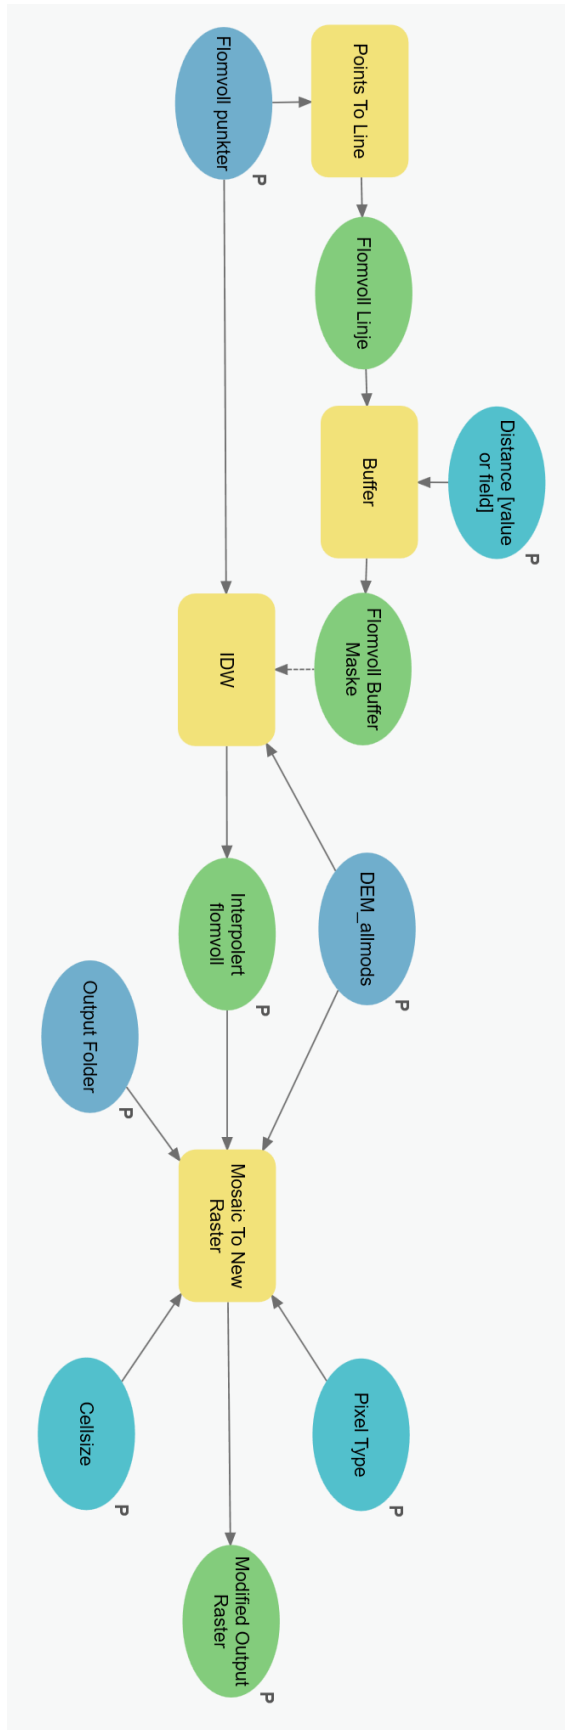 Points To Line
Flomvoll punkter
P
Flomvoll Linje
Distance [value
or field]
P
Buffer
Flomvoll Buffer
Maske
IDW
DEM_allmods
P
Interpolert
flomvoll
P
Output Folder
P
Mosaic To New
Raster
Pixel Type
P
Cellsize
P
Modified Output
Raster
P